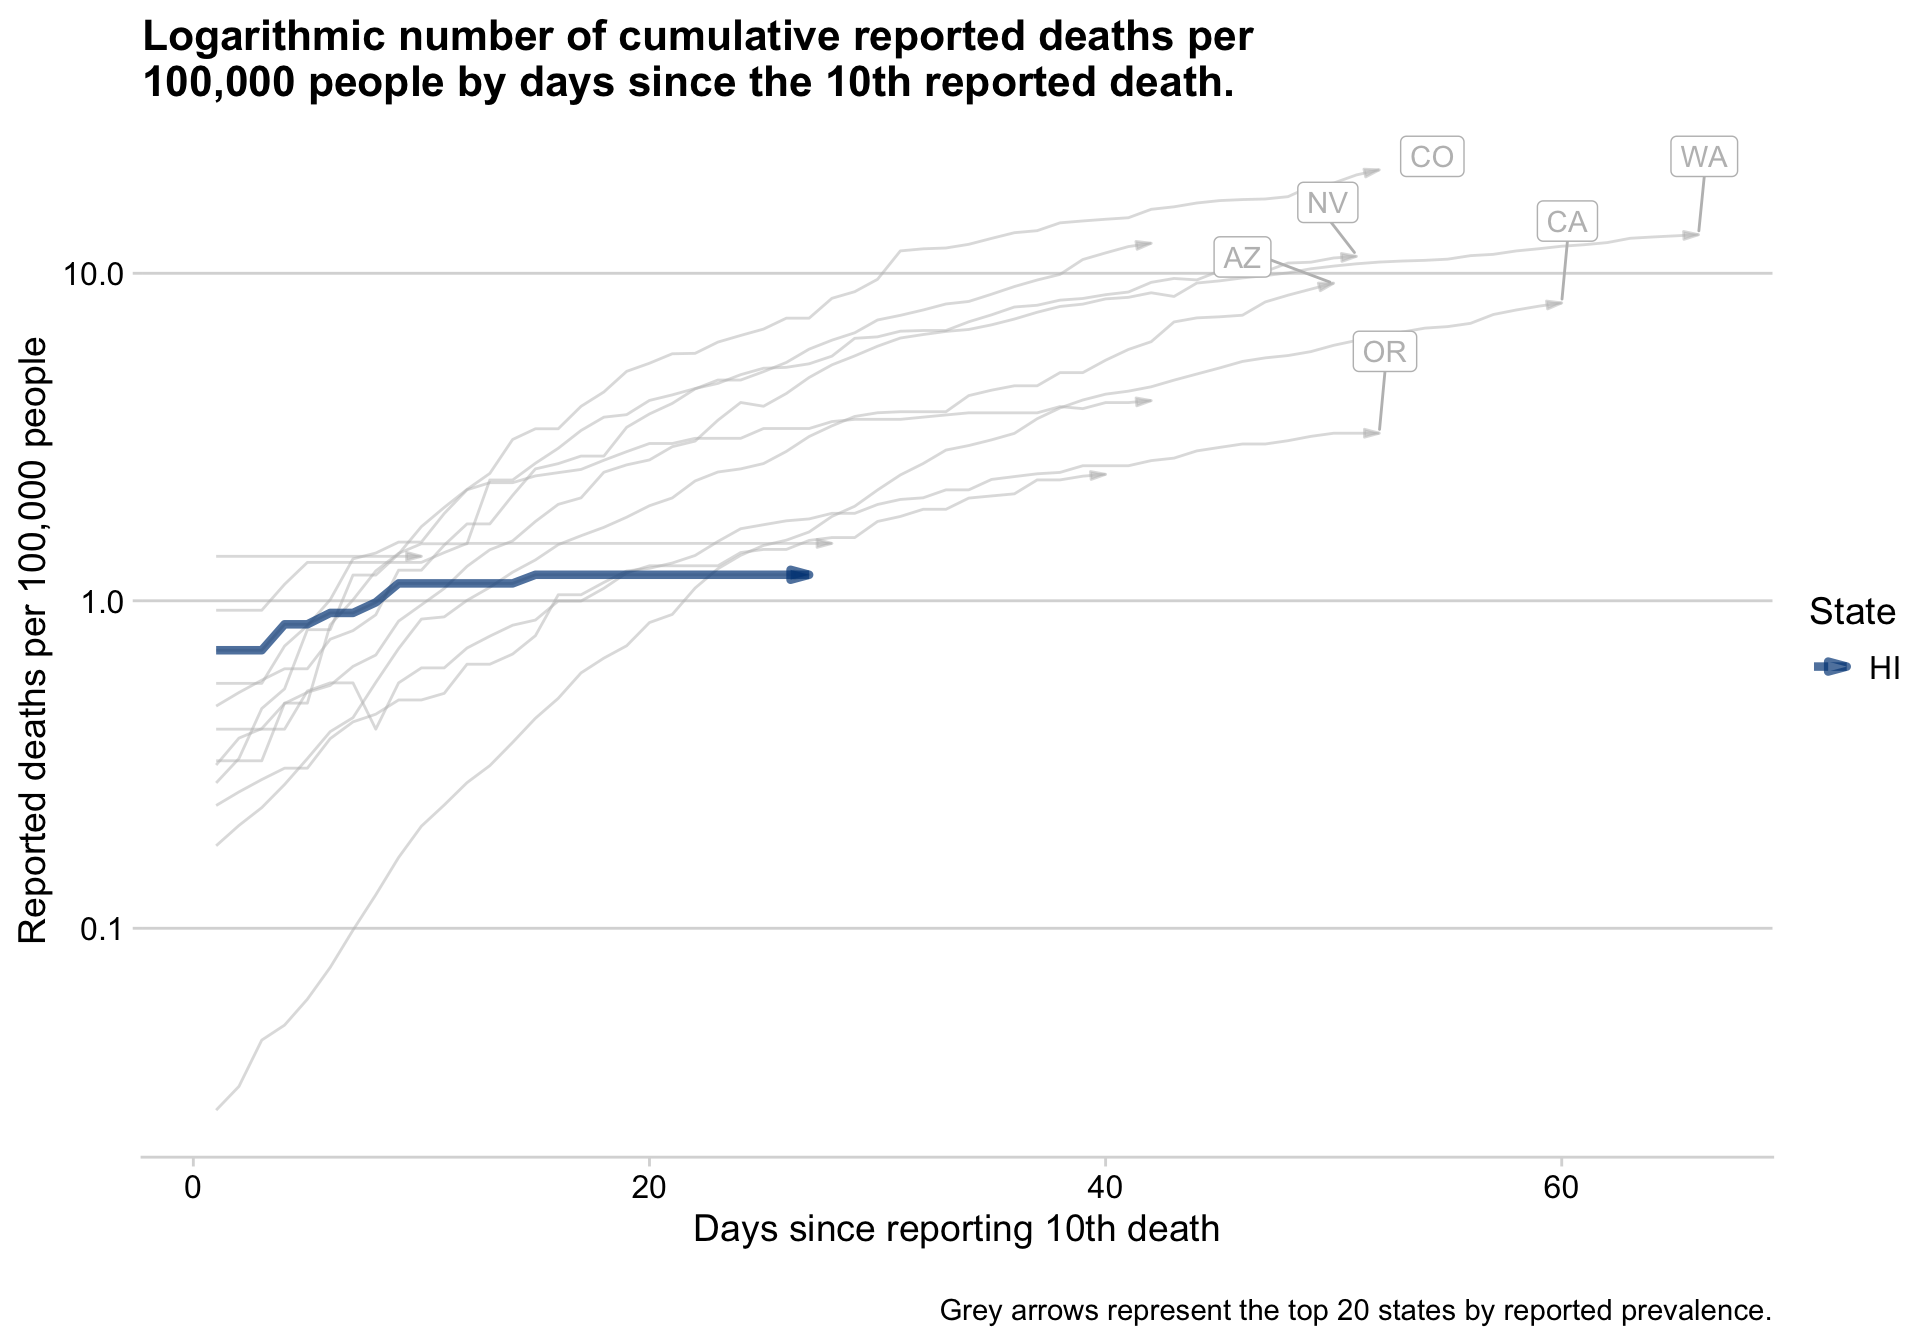 Logarithmic number of cumulative reported deaths per
100,000 people by days since the 10th reported death.
CO
WA
NV
CA
AZ
OR
10.0
1.0
0.1
Reported deaths per 100,000 people
State
HI
0
20
40
60
Days since reporting 10th death
Grey arrows represent the top 20 states by reported prevalence.